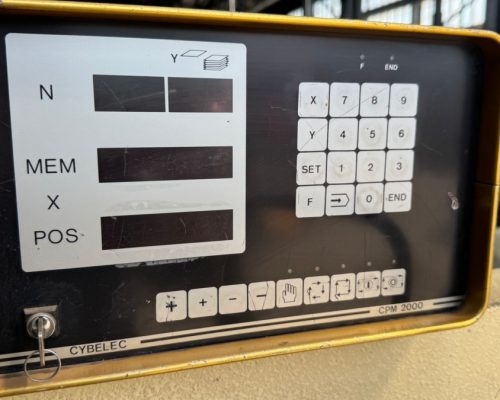 Y
N
MEM
X
POS
F END
X 7 8 9
Y 4 5 6
SET 1 2 3
F 0 END
+ + - -
CYBELEC
CPM 2000